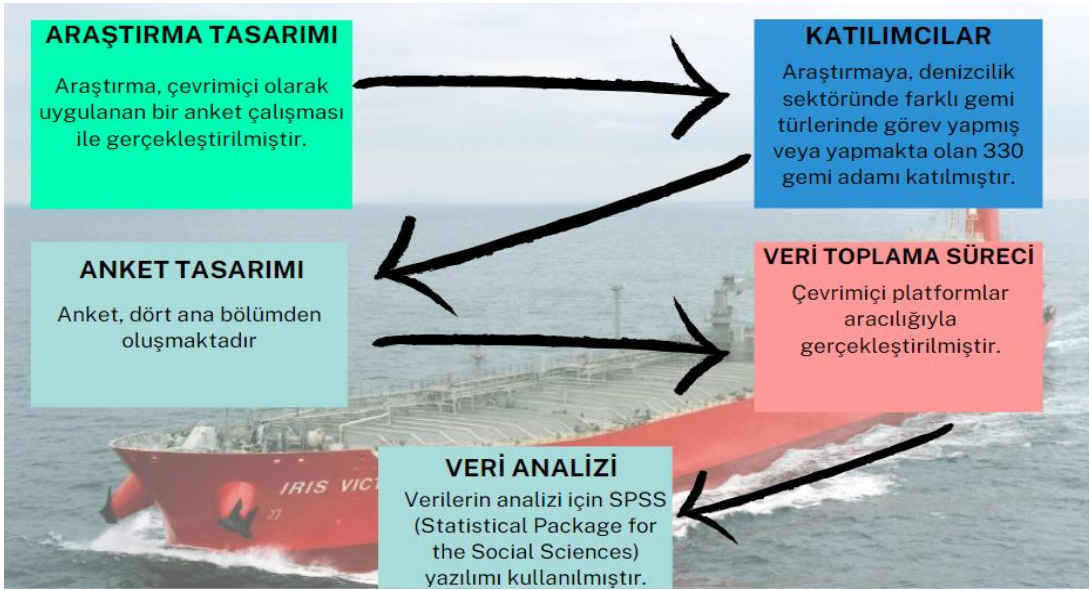 ARAŞTIRMA TASARIMI
Araştırma, çevrimiçi olarak
uygulanan bir anket çalışması
ile gerçekleştirilmiştir.
KATILIMCILAR
Araştırmaya, denizcilik
sektöründe farklı gemi
türlerinde görev yapmış
veya yapmakta olan 330
gemi adamı katılmıştır.
ANKET TASARIMI
Anket, dört ana bölümden
oluşmaktadır
VERİ TOPLAMA SÜRECİ
Çevrimiçi platformlar
aracılığıyla
gerçekleştirilmiştir.
VERİ ANALİZİ
Verilerin analizi için SPSS
(Statistical Package for
the Social Sciences)
yazılımı kullanılmıştır.
IRIS VICT